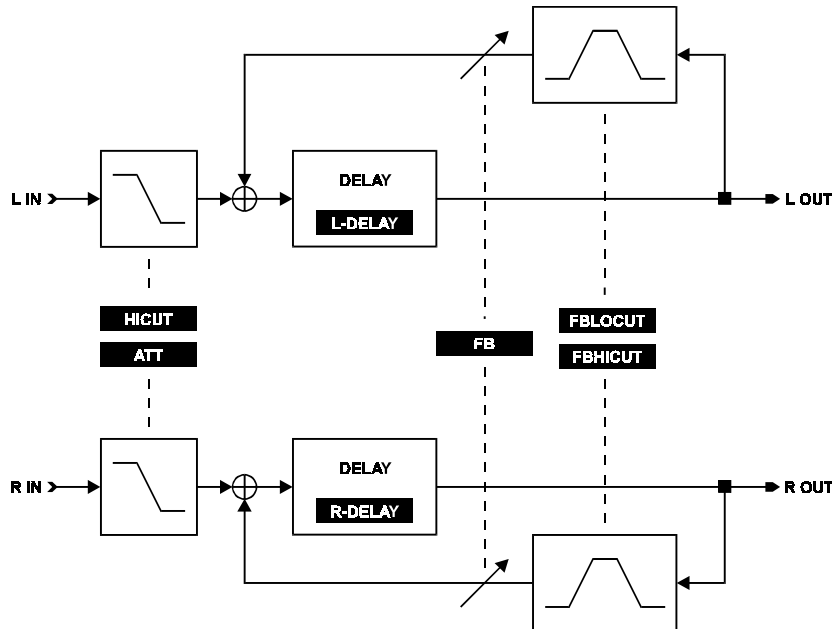 DELAY
L IN
L OUT
L-DELAY
HICUT
FBLOCUT
FB
ATT
FBHICUT
DELAY
R IN
R OUT
R-DELAY